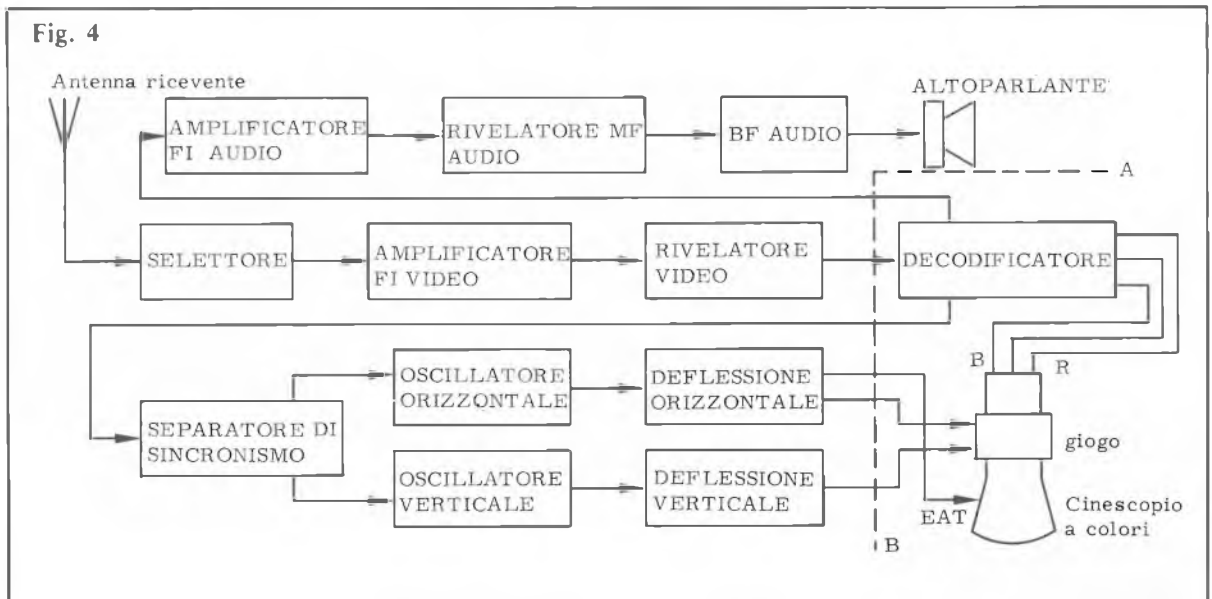 Fig. 4
Antenna ricevente
ALTOPARLANTE
AMPLIFICATORE
FI AUDIO
RIVELATORE MF
AUDIO
BF AUDIO
A
SELETTORE
AMPLIFICATORE
FI VIDEO
RIVELATORE
VIDEO
DECODIFICATORE
B
R
OSCILLATORE
ORIZZONTALE
DEFLESSIONE
ORIZZONTALE
SEPARATORE DI
SINCRONISMO
giogo
OSCILLATORE
VERTICALE
DEFLESSIONE
VERTICALE
EAT
Cinescopio
a colori
B